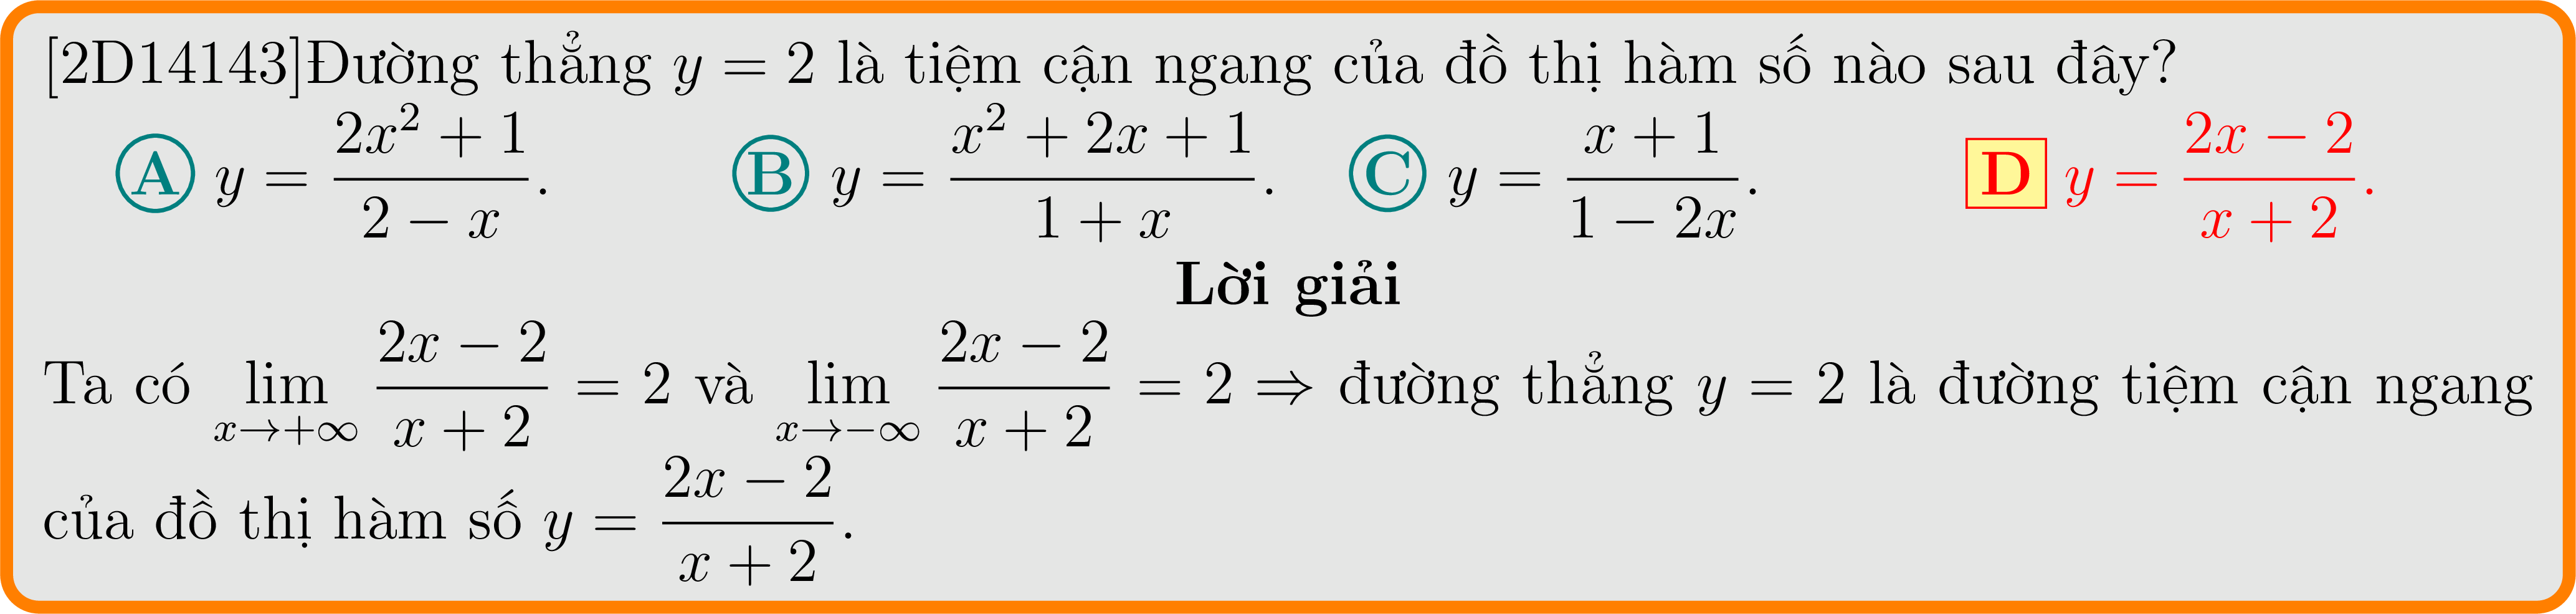 [2D14143]Đường thẳng y = 2 là tiệm cận ngang của đồ thị hàm số nào sau đây?
A y = \frac{2x^2 + 1}{2 - x}. B y = \frac{x^2 + 2x + 1}{1 + x}. C y = \frac{x + 1}{1 - 2x}. D y = \frac{2x - 2}{x + 2}.
Lời giải
Ta có \lim_{x \to +\infty} \frac{2x - 2}{x + 2} = 2 và \lim_{x \to -\infty} \frac{2x - 2}{x + 2} = 2 ⇒ đường thẳng y = 2 là đường tiệm cận ngang
của đồ thị hàm số y = \frac{2x - 2}{x + 2}.